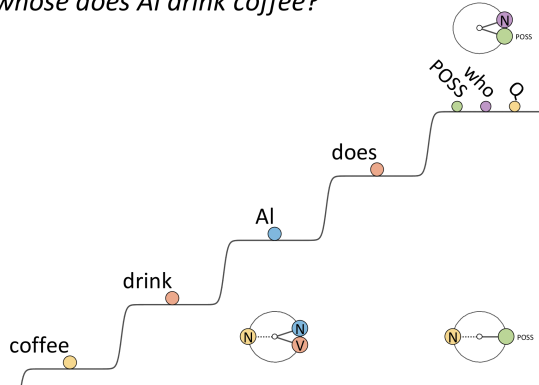 whose does Al drink coffee?
N
POSS
POSS who Q
does
Al
drink
N N V
N POSS
coffee